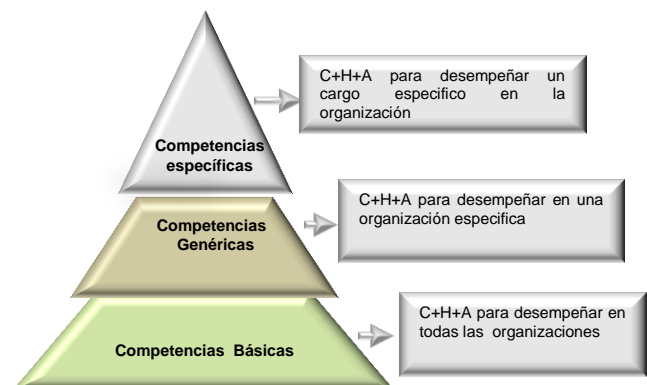 C+H+A para desempeñar un
cargo especifico en la
organización
Competencias
específicas
C+H+A para desempeñar en una
organización especifica
Competencias
Genéricas
C+H+A para desempeñar en
todas las organizaciones
Competencias Básicas